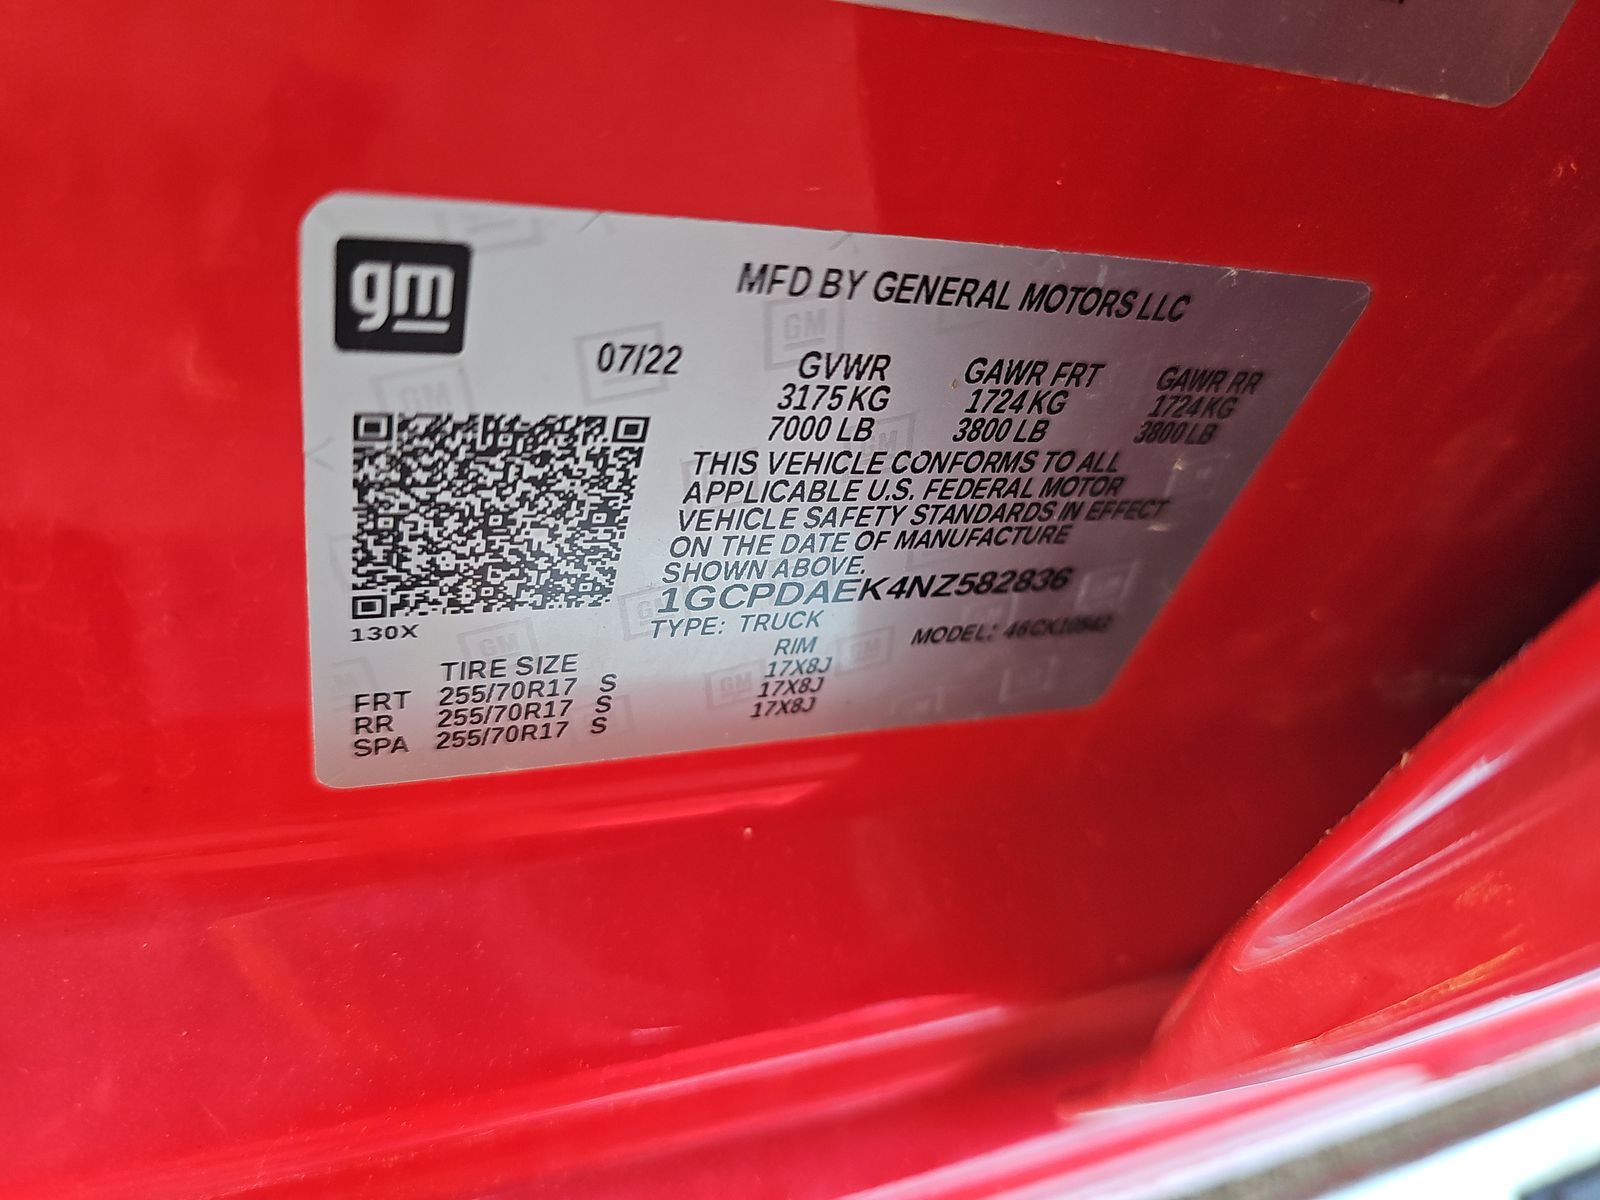 gm
MFD BY GENERAL MOTORS LLC
07/22 GVWR GAWR FRT GAWR RR
3175 KG 1724 KG 1724 KG
7000 LB 3800 LB 3800 LB
THIS VEHICLE CONFORMS TO ALL
APPLICABLE U.S. FEDERAL MOTOR
VEHICLE SAFETY STANDARDS IN EFFECT
ON THE DATE OF MANUFACTURE
SHOWN ABOVE.
1GCPDAEK4NZ582836
130X
TYPE: TRUCK MODEL:
TIRE SIZE RIM
FRT 255/70R17 S 17X8J
RR 255/70R17 S 17X8J
SPA 255/70R17 S 17X8J